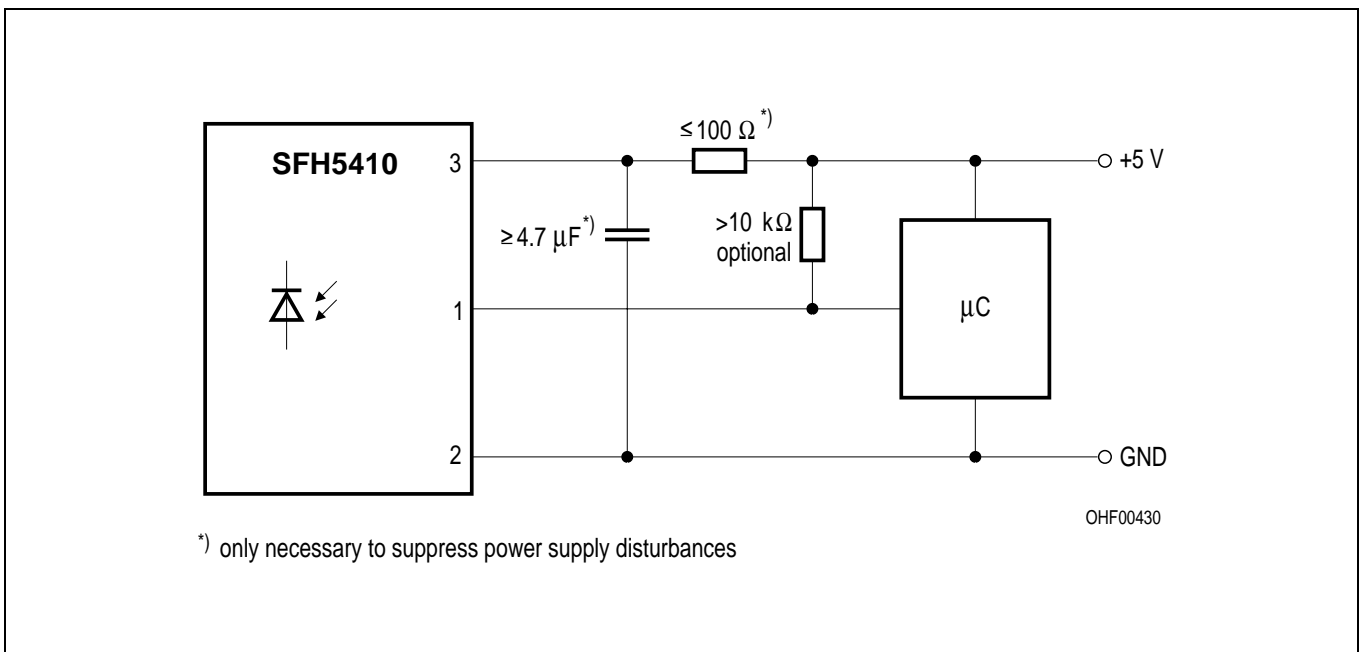 ≤100 Ω *)
SFH5410
3
+5 V
≥4.7 µF *)
>10 kΩ
optional
1
µC
2
GND
OHF00430
*) only necessary to suppress power supply disturbances